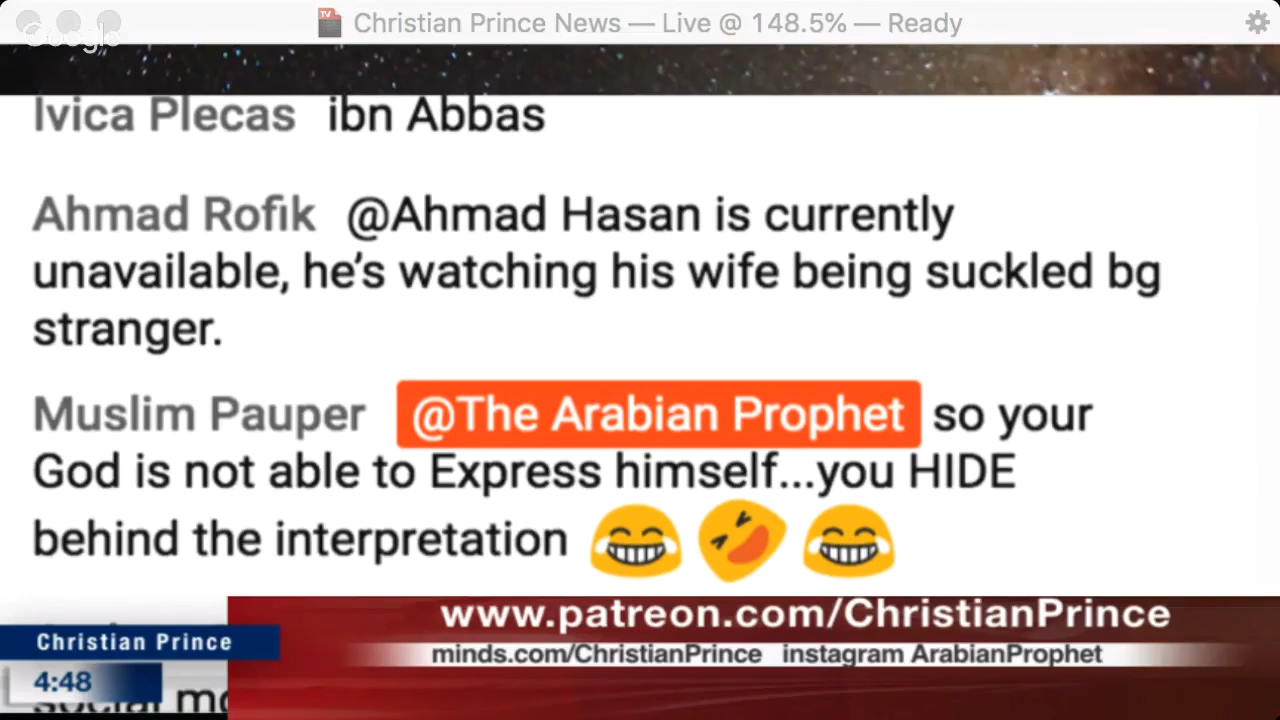 Christian Prince News — Live @ 148.5% — Ready
Google
Ivica Plecas ibn Abbas
Ahmad Rofik @Ahmad Hasan is currently
unavailable, he's watching his wife being suckled bg
stranger.
Muslim Pauper @The Arabian Prophet so your
God is not able to Express himself...you HIDE
behind the interpretation 😂 🤣 😂
www.patreon.com/ChristianPrince
Christian Prince
minds.com/ChristianPrince instagram ArabianProphet
4:48